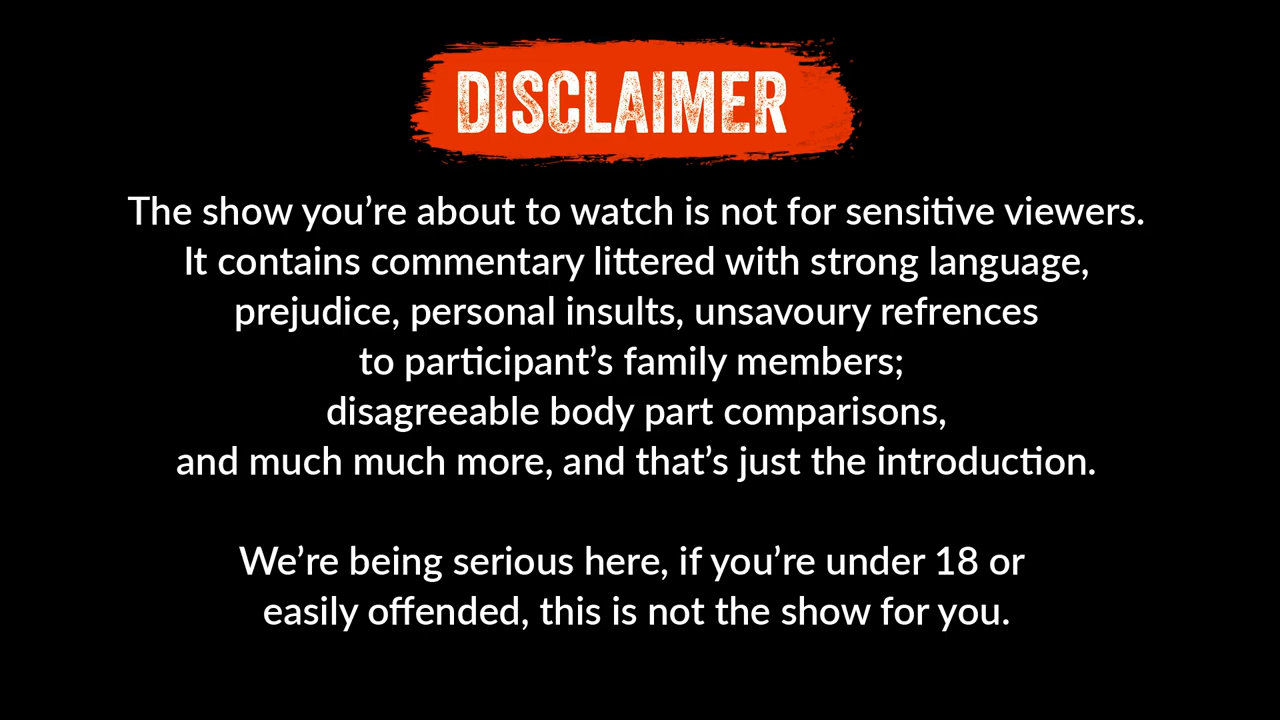 DISCLAIMER
The show you’re about to watch is not for sensitive viewers.
It contains commentary littered with strong language,
prejudice, personal insults, unsavoury refrences
to participant’s family members;
disagreeable body part comparisons,
and much much more, and that’s just the introduction.
We’re being serious here, if you’re under 18 or
easily offended, this is not the show for you.